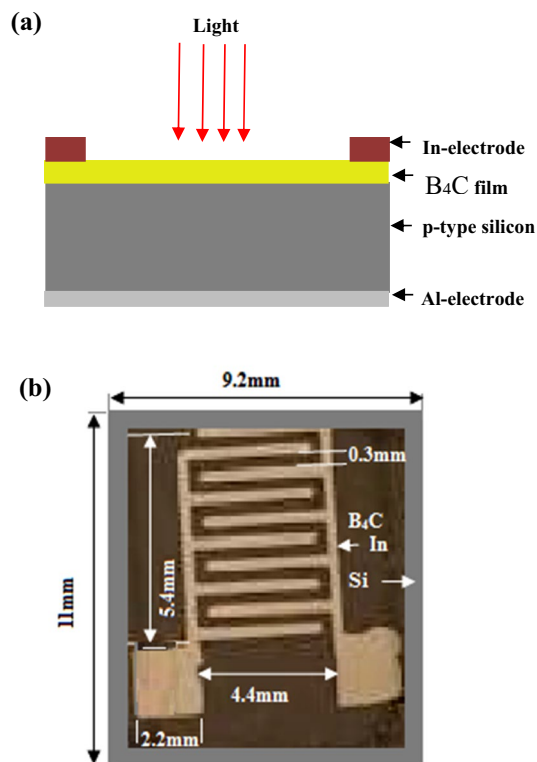 (a)
Light
In-electrode
B₄C film
p-type silicon
Al-electrode
(b)
9.2mm
0.3mm
B₄C
In
Si
11mm
5.4mm
4.4mm
2.2mm